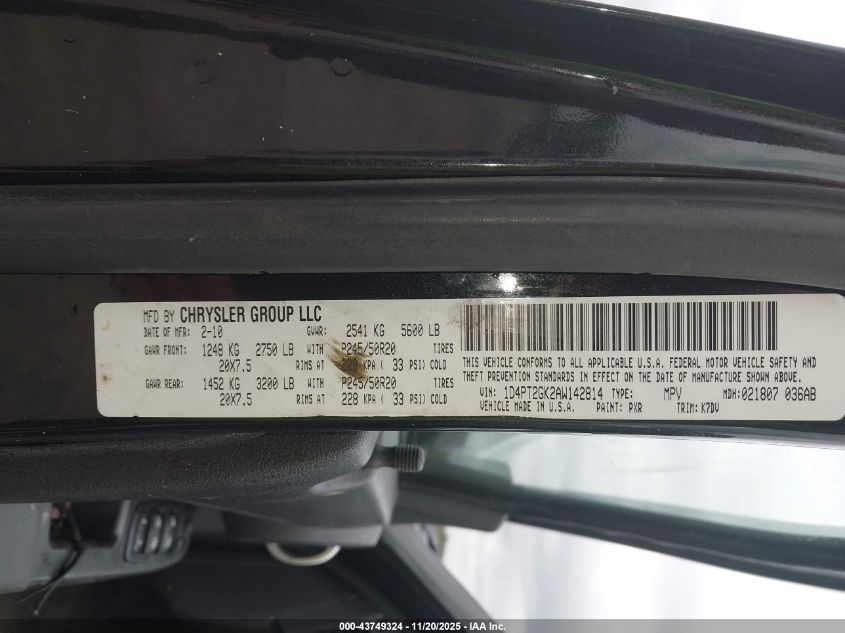 MFD BY CHRYSLER GROUP LLC
DATE OF MFR: 2-10 GVWR: 2541 KG 5600 LB
GAWR FRONT: 1248 KG 2750 LB WITH P245/50R20 TIRES
20X7.5 RIMS AT 228 KPA ( 33 PSI) COLD
GAWR REAR: 1452 KG 3200 LB WITH P245/50R20 TIRES
20X7.5 RIMS AT 228 KPA ( 33 PSI) COLD
THIS VEHICLE CONFORMS TO ALL APPLICABLE U.S.A. FEDERAL MOTOR VEHICLE SAFETY AND
THEFT PREVENTION STANDARDS IN EFFECT ON THE DATE OF MANUFACTURE SHOWN ABOVE.
VIN: 1D4PT2GK2AW142814 TYPE: MPV MDH:021807 036AB
VEHICLE MADE IN U.S.A. PAINT: PXR TRIM: K7DV
000-43749324 - 11/20/2025 - IAA Inc.